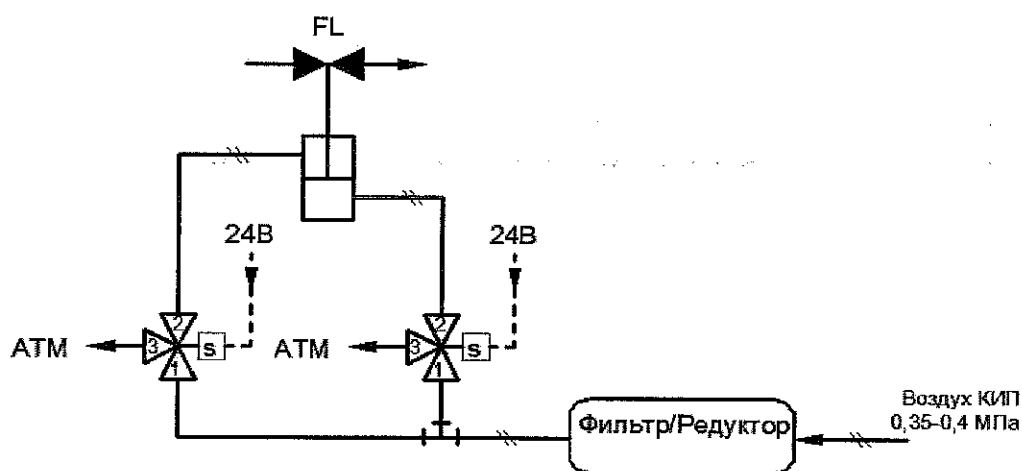 FL
24В
24В
2
2
АТМ
3
s
АТМ
3
s
1
1
Фильтр/Редуктор
Воздух КИП
0,35-0,4 МПа